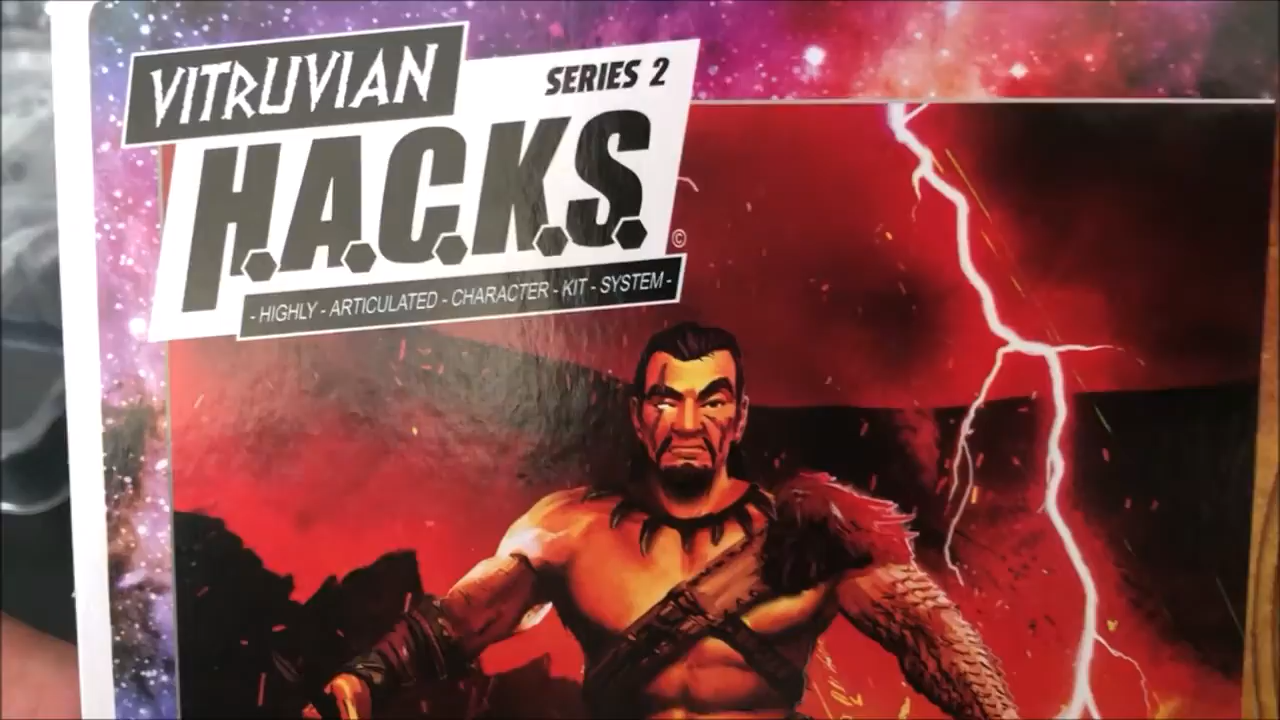 VITRUVIAN
SERIES 2
H.A.C.K.S.
©
- HIGHLY - ARTICULATED - CHARACTER - KIT - SYSTEM -